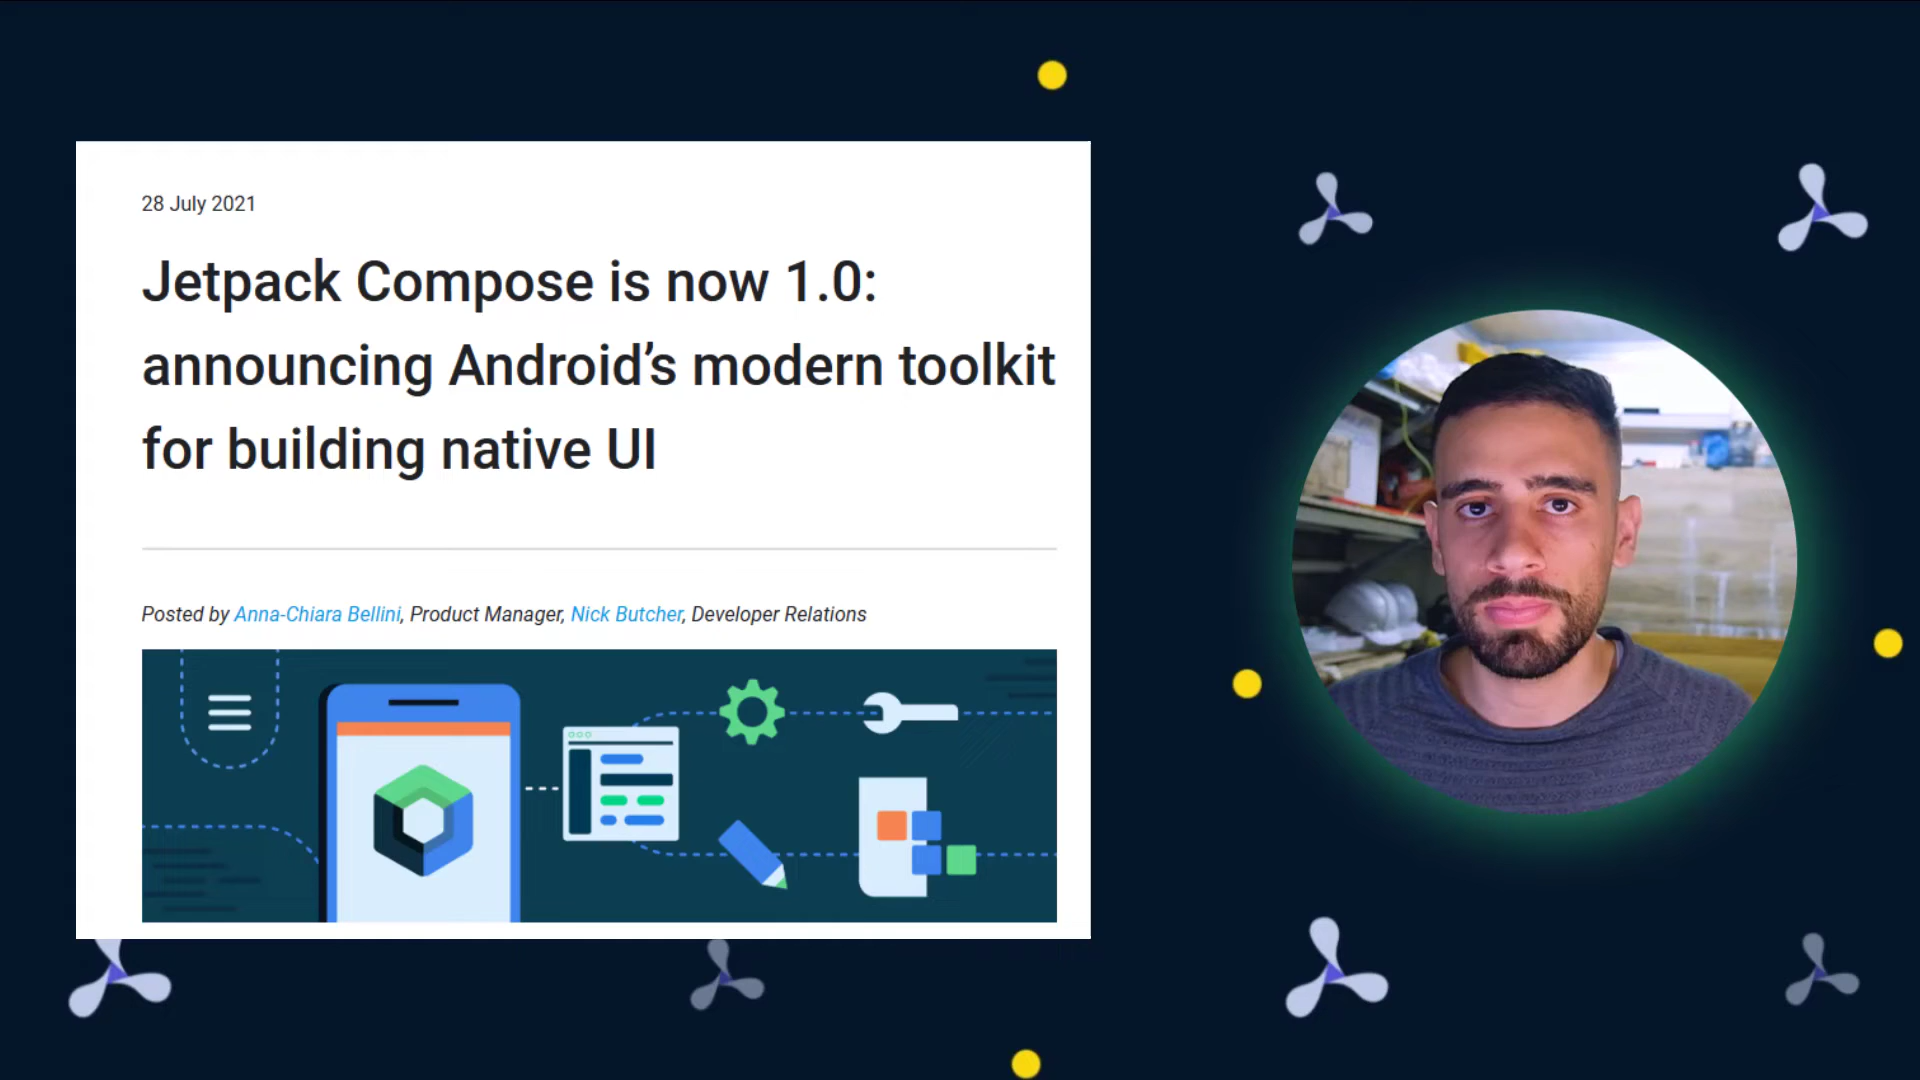 28 July 2021
Jetpack Compose is now 1.0:
announcing Android’s modern toolkit
for building native UI
Posted by Anna-Chiara Bellini, Product Manager, Nick Butcher, Developer Relations